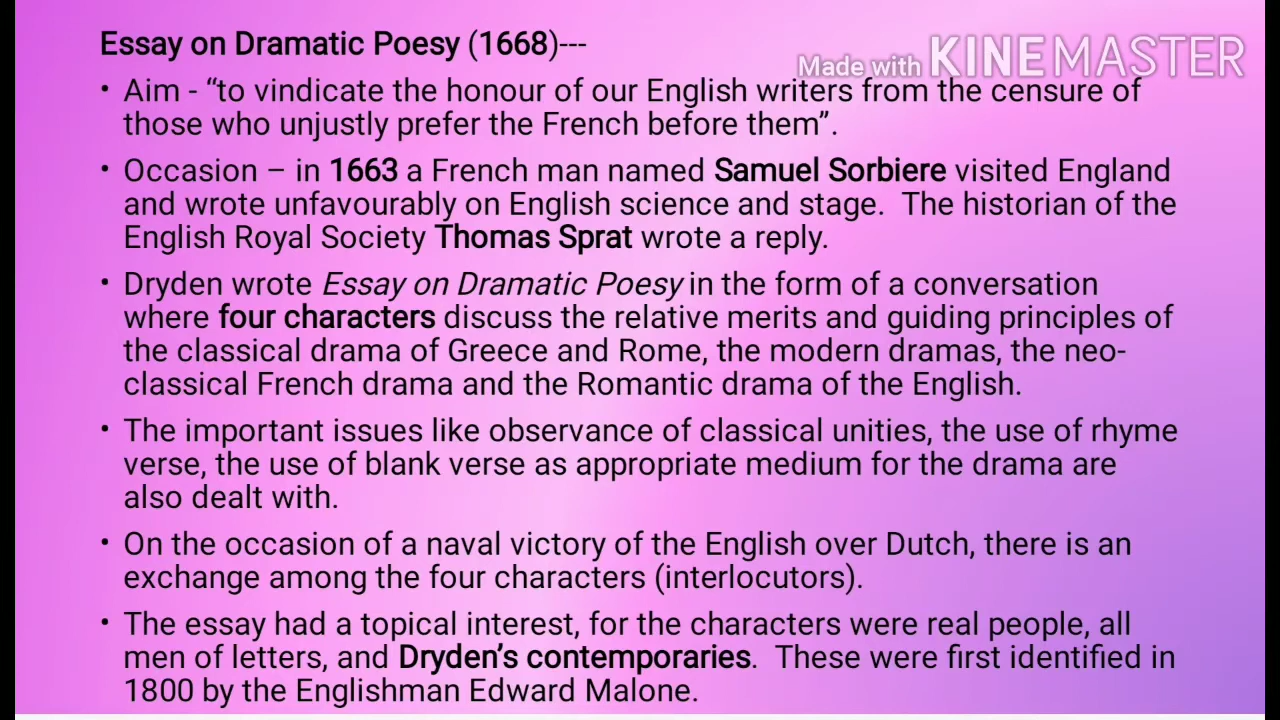 Essay on Dramatic Poesy (1668)---
Made with KINEMASTER
• Aim - “to vindicate the honour of our English writers from the censure of
those who unjustly prefer the French before them”.
• Occasion – in 1663 a French man named Samuel Sorbiere visited England
and wrote unfavourably on English science and stage.  The historian of the
English Royal Society Thomas Sprat wrote a reply.
• Dryden wrote Essay on Dramatic Poesy in the form of a conversation
where four characters discuss the relative merits and guiding principles of
the classical drama of Greece and Rome, the modern dramas, the neo-
classical French drama and the Romantic drama of the English.
• The important issues like observance of classical unities, the use of rhyme
verse, the use of blank verse as appropriate medium for the drama are
also dealt with.
• On the occasion of a naval victory of the English over Dutch, there is an
exchange among the four characters (interlocutors).
• The essay had a topical interest, for the characters were real people, all
men of letters, and Dryden’s contemporaries.  These were first identified in
1800 by the Englishman Edward Malone.